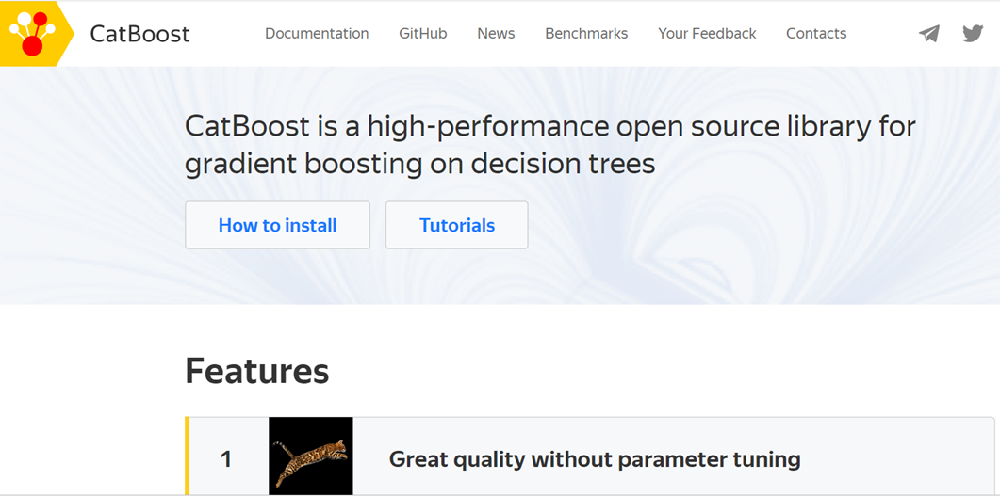 CatBoost
Documentation
GitHub
News
Benchmarks
Your Feedback
Contacts
CatBoost is a high-performance open source library for
gradient boosting on decision trees
How to install
Tutorials
Features
1
Great quality without parameter tuning